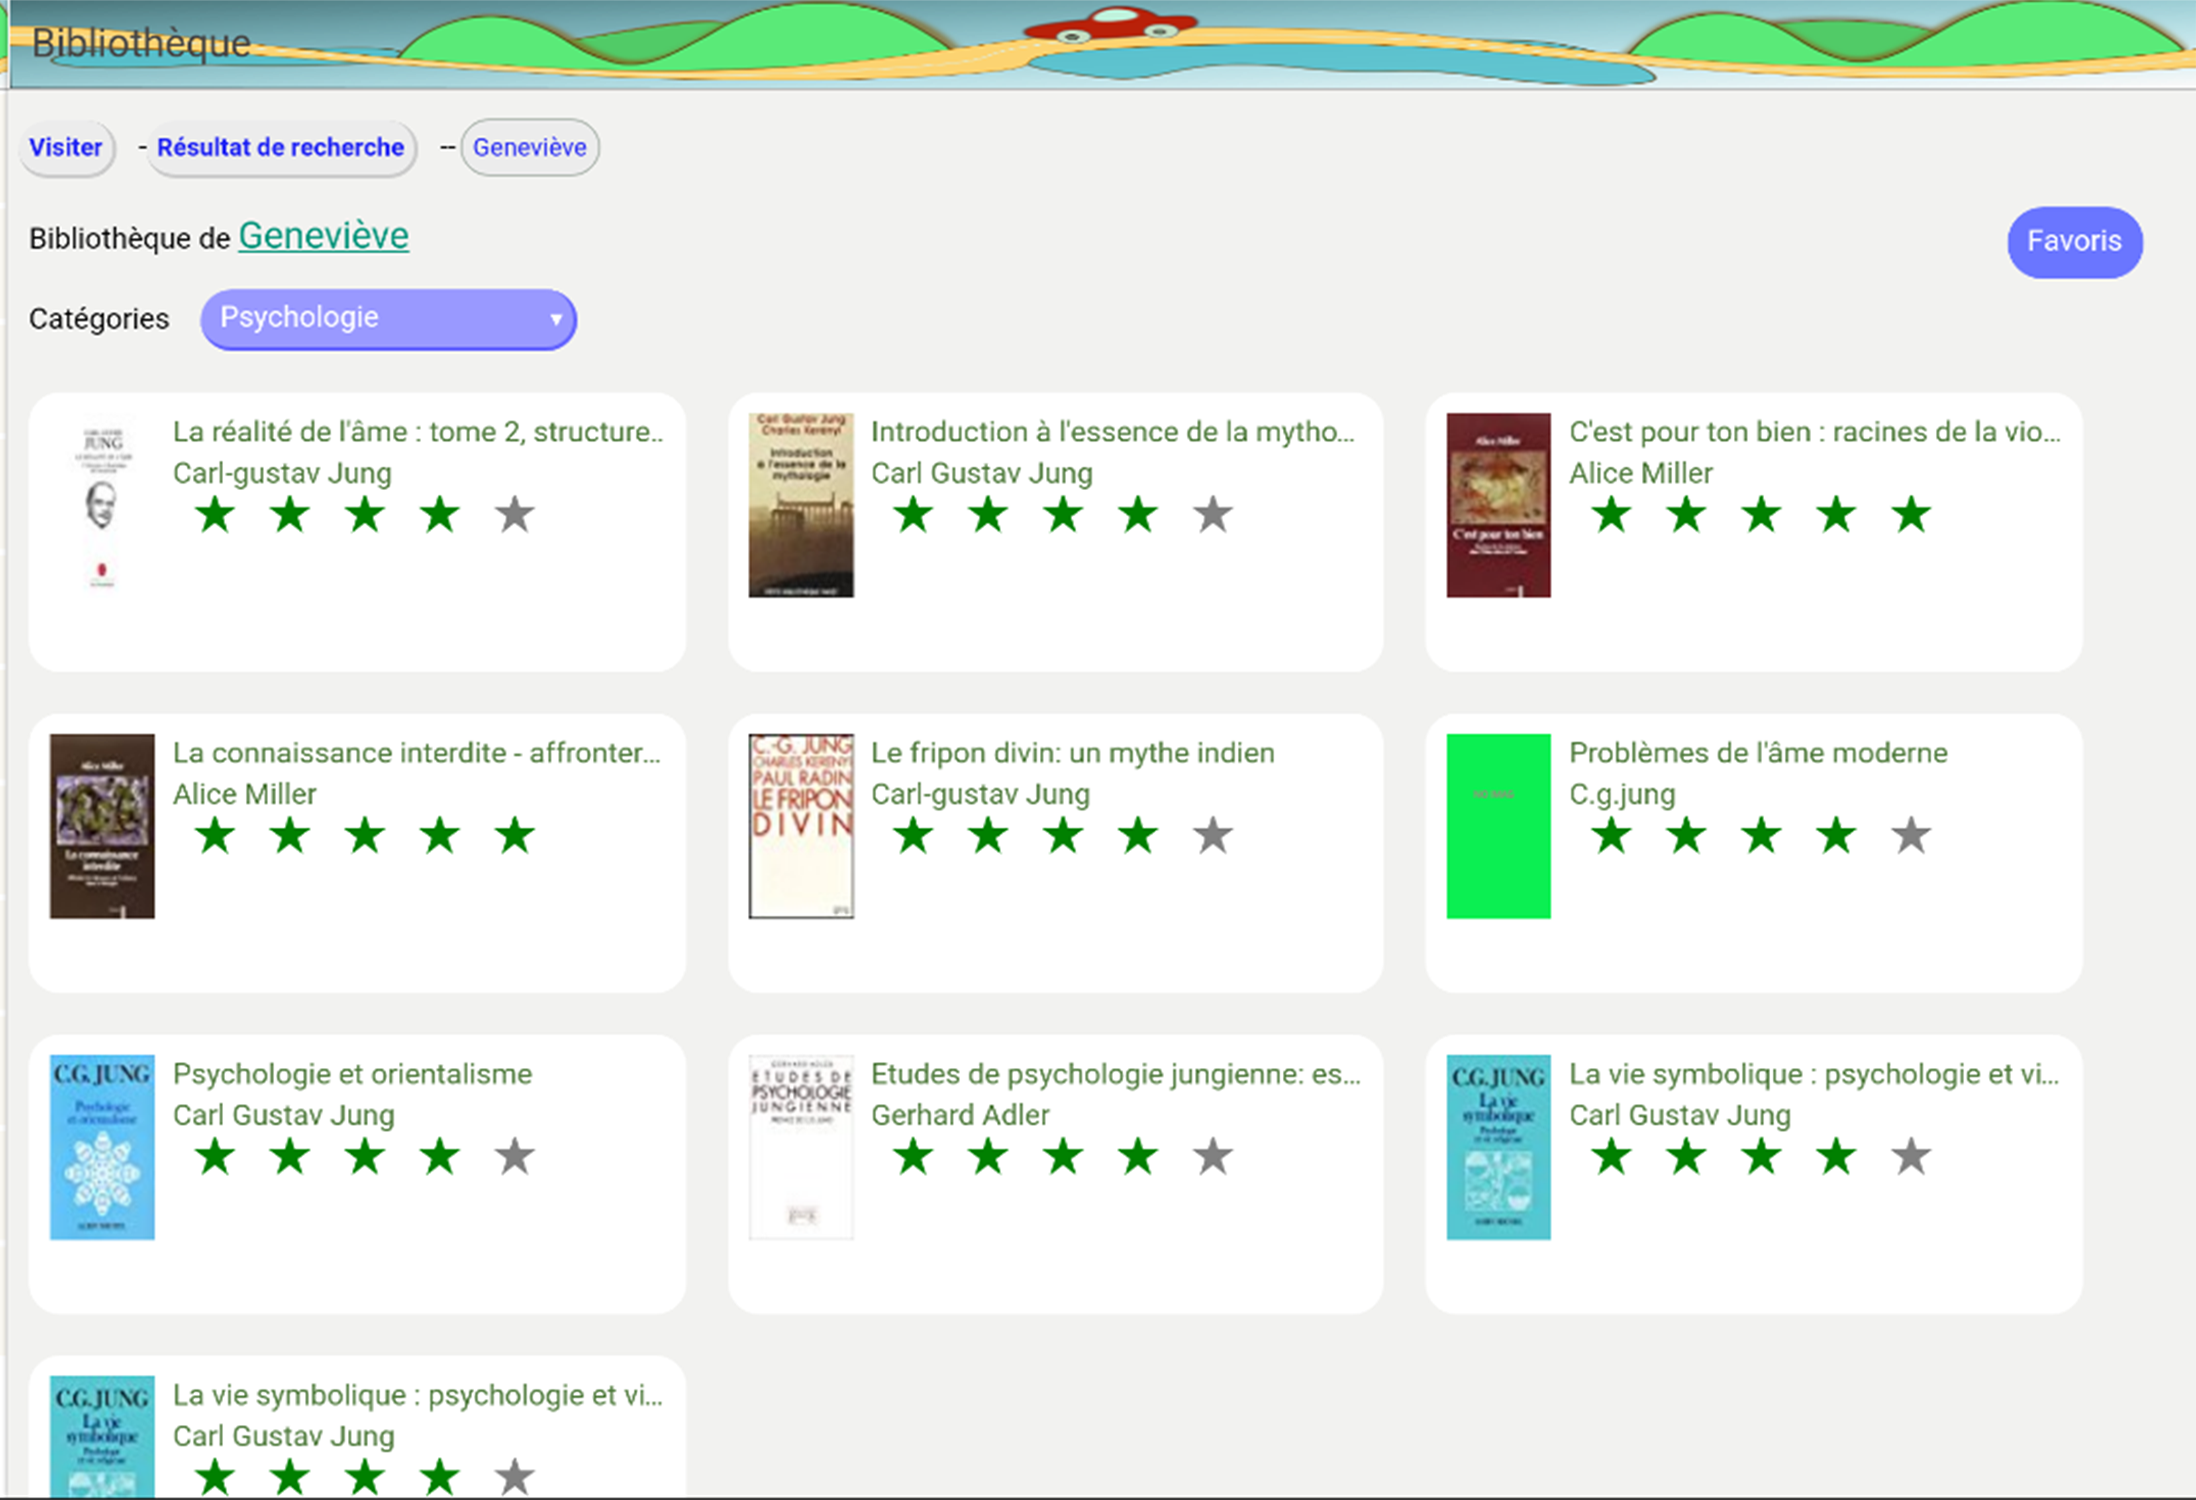 Bibliothèque
Visiter - Résultat de recherche -- Geneviève
Bibliothèque de Geneviève
Favoris
Catégories Psychologie
La réalité de l'âme : tome 2, structure..
Carl-gustav Jung
JUNG
Introduction à l'essence de la mytho...
Carl Gustav Jung
Carl Gustav Jung
Charles Kerenyi
Introduction
à l'essence de la
mythologie
C'est pour ton bien : racines de la vio...
Alice Miller
Alice Miller
C'est pour ton bien
La connaissance interdite - affronter...
Alice Miller
Alice Miller
La connaissance
interdite
Le fripon divin: un mythe indien
Carl-gustav Jung
C.-G. JUNG
CHARLES KERENYI
PAUL RADIN
LE FRIPON
DIVIN
Problèmes de l'âme moderne
C.g.jung
Psychologie et orientalisme
Carl Gustav Jung
C.G. JUNG
Psychologie
et orientalisme
Etudes de psychologie jungienne: es...
Gerhard Adler
GERHARD ADLER
ETUDES DE
PSYCHOLOGIE
JUNGIENNE
La vie symbolique : psychologie et vi...
Carl Gustav Jung
C.G. JUNG
La vie
symbolique
La vie symbolique : psychologie et vi...
Carl Gustav Jung
C.G. JUNG
La vie
symbolique